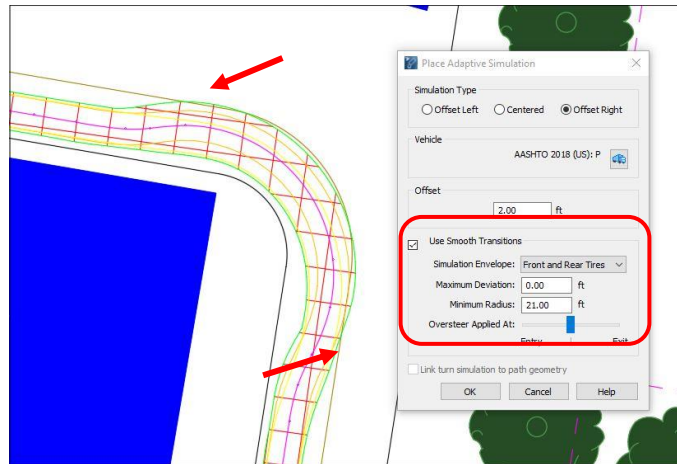 Place Adaptive Simulation
Simulation Type
Offset Left Centered Offset Right
Vehicle
AASHTO 2018 (US): P
Offset
2.00 ft
Use Smooth Transitions
Simulation Envelope: Front and Rear Tires
Maximum Deviation: 0.00 ft
Minimum Radius: 21.00 ft
Oversteer Applied At:
Entry Exit
Link turn simulation to path geometry
OK Cancel Help